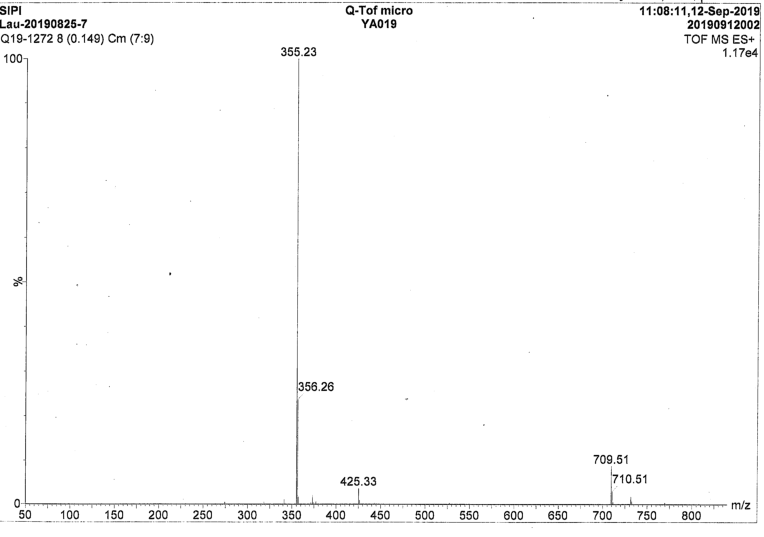 SIPI Q-Tof micro 11:08:11,12-Sep-2019
Lau-20190825-7 YA019 20190912002
Q19-1272 8 (0.149) Cm (7:9) TOF MS ES+
1.17e4
100
355.23
%
356.26
709.51
710.51
425.33
0
50 100 150 200 250 300 350 400 450 500 550 600 650 700 750 800 m/z